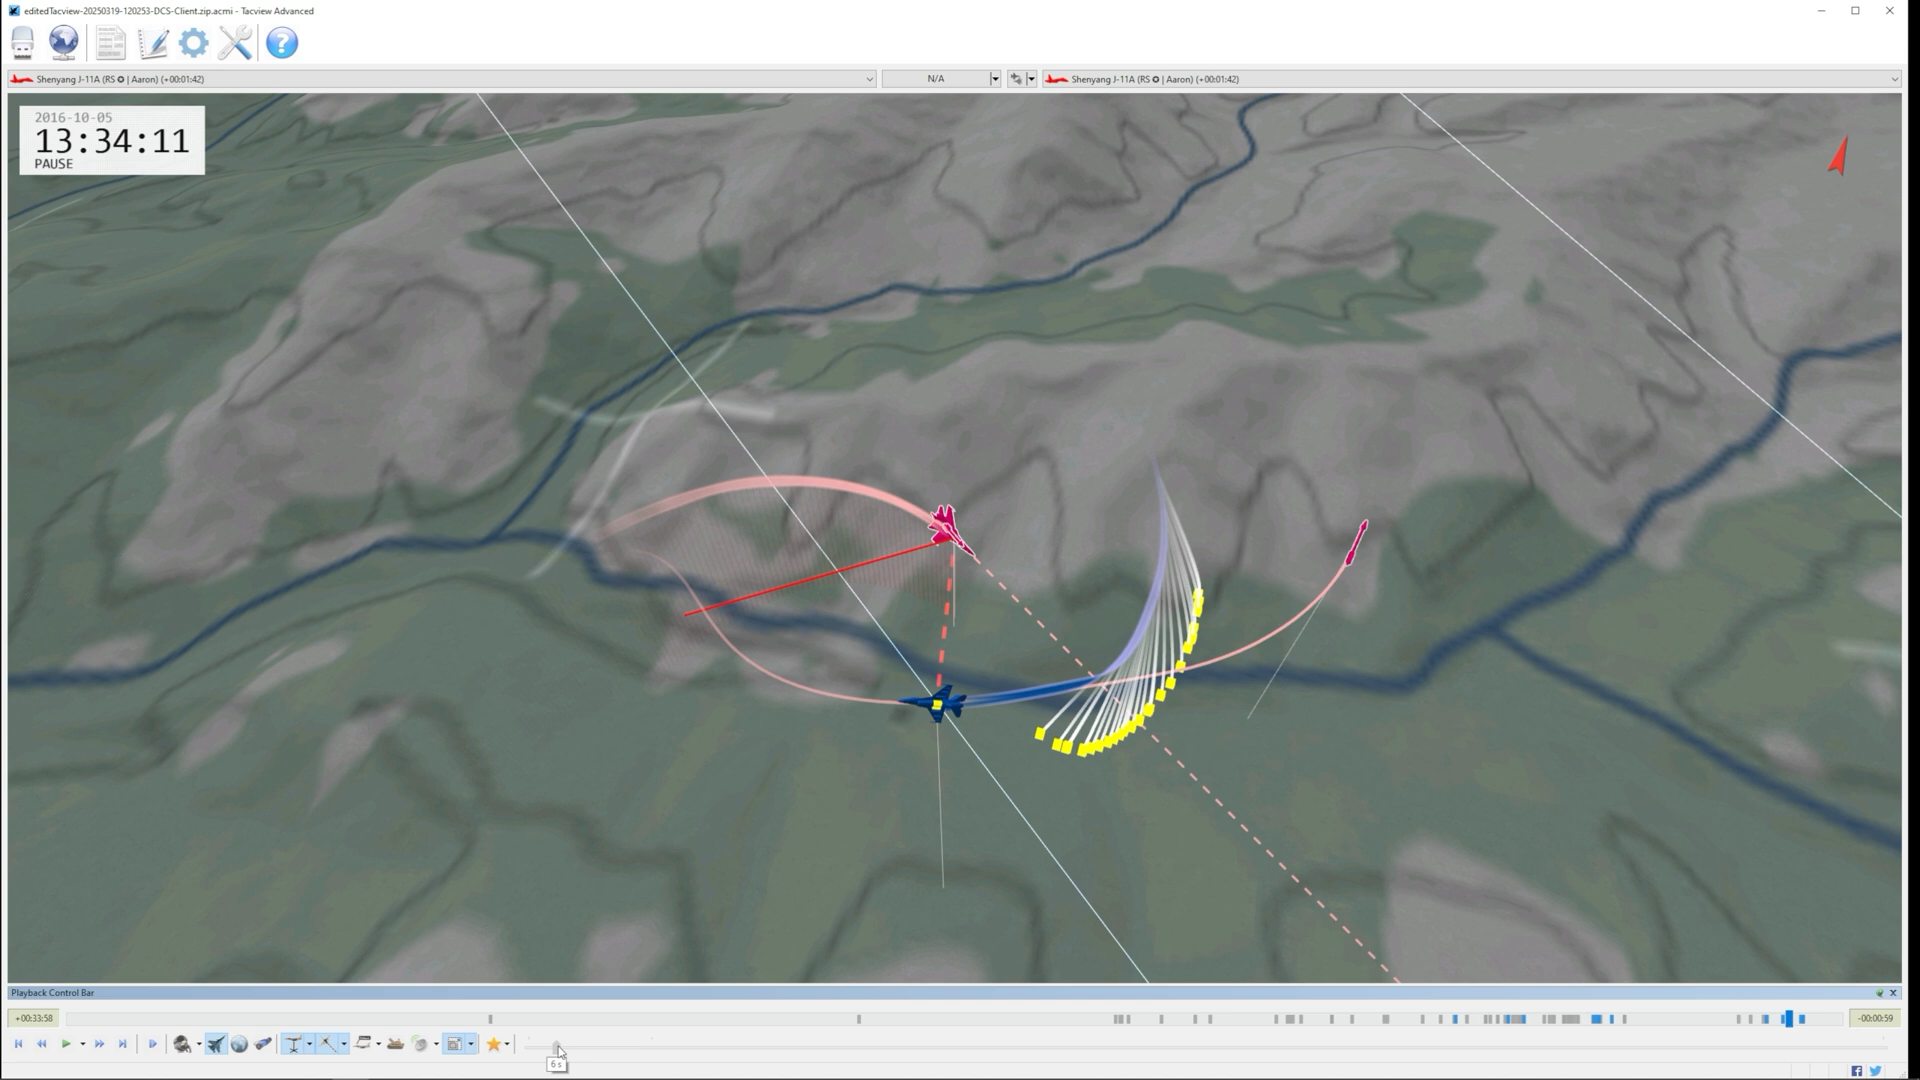 editedTacview-20250319-120253-DCS-Client.zip.acmi - Tacview Advanced
Shenyang J-11A (RS ✪ | Aaron) (+00:01:42)
N/A
Shenyang J-11A (RS ✪ | Aaron) (+00:01:42)
2016-10-05
13:34:11
PAUSE
Playback Control Bar
+00:33:58
-00:00:59
6 s